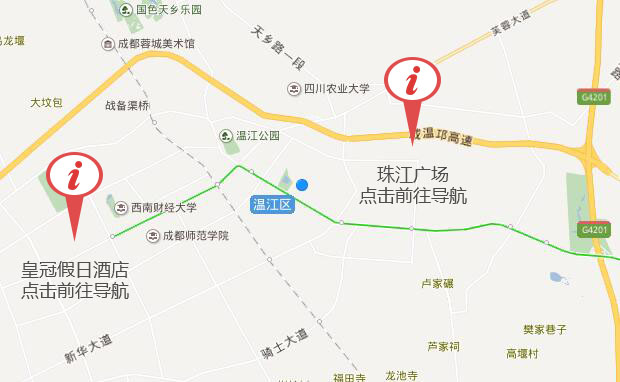 国色天乡乐园
芙蓉大道
马龙堰
成都蓉城美术馆
天乡路一段
四川农业大学
i
大坟包
战备渠桥
G4201
温江公园
成温邛高速
i
珠江广场
点击前往导航
西南财经大学
温江区
成都师范学院
G4201
皇冠假日酒店
点击前往导航
卢家碾
新华大道
骑士大道
樊家巷子
芦家祠
高堰村
福田寺
龙池子